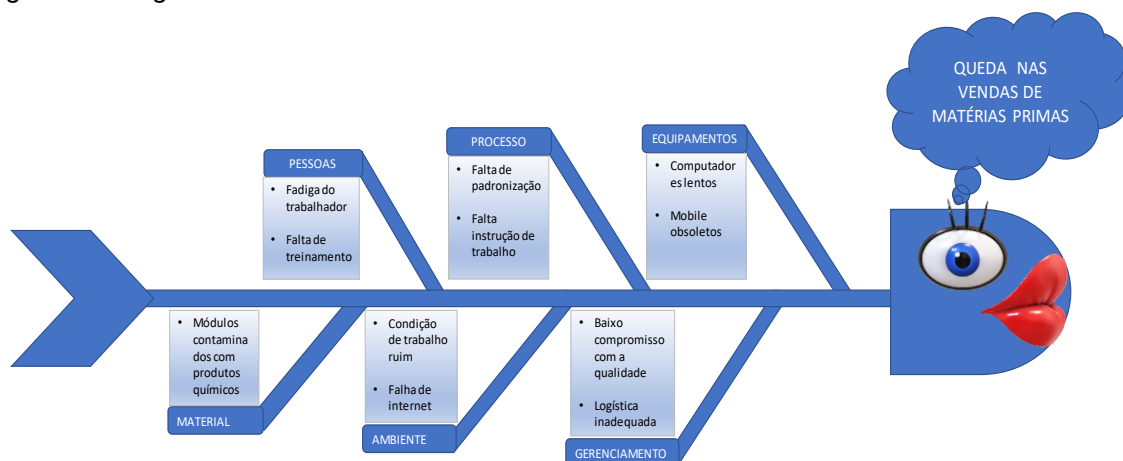 QUEDA NAS
VENDAS DE
MATÉRIAS PRIMAS
PESSOAS
• Fadiga do
trabalhador
• Falta de
treinamento
PROCESSO
• Falta de
padronização
• Falta
instrução de
trabalho
EQUIPAMENTOS
• Computador
es lentos
• Mobile
obsoletos
• Módulos
contamina
dos com
produtos
químicos
MATERIAL
• Condição
de trabalho
ruim
• Falha de
internet
AMBIENTE
• Baixo
compromisso
com a
qualidade
• Logística
inadequada
GERENCIAMENTO